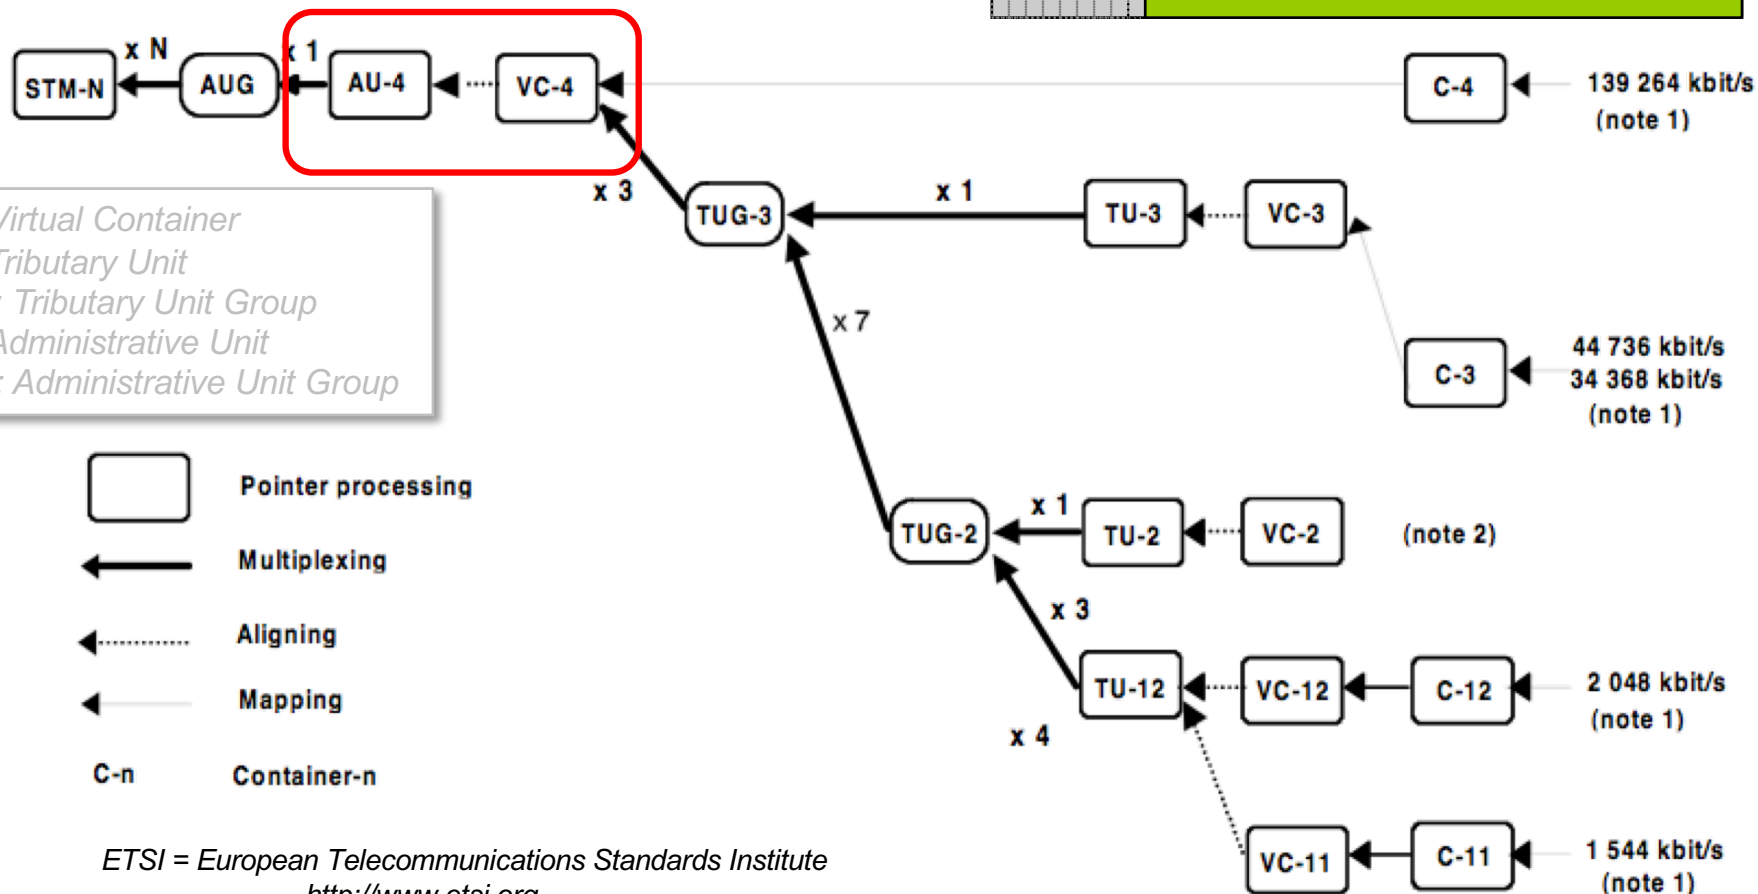 x N
x 1
STM-N
AUG
AU-4
VC-4
C-4
139 264 kbit/s
(note 1)
x 3
TUG-3
x 1
TU-3
VC-3
Virtual Container
Tributary Unit
: Tributary Unit Group
Administrative Unit
: Administrative Unit Group
x 7
C-3
44 736 kbit/s
34 368 kbit/s
(note 1)
Pointer processing
TUG-2
x 1
TU-2
VC-2
(note 2)
Multiplexing
x 3
Aligning
TU-12
VC-12
C-12
2 048 kbit/s
(note 1)
Mapping
x 4
C-n
Container-n
VC-11
C-11
1 544 kbit/s
(note 1)
ETSI = European Telecommunications Standards Institute
http://www.etsi.org